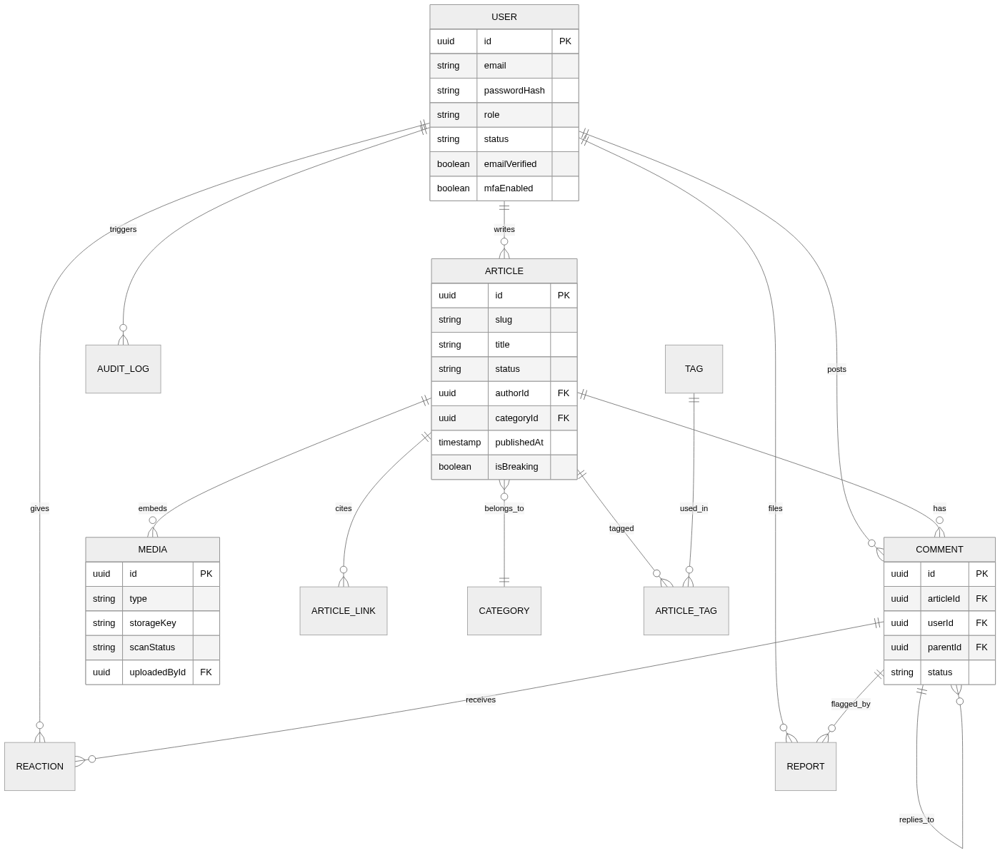 USER
uuid id PK
string email
string passwordHash
string role
string status
boolean emailVerified
boolean mfaEnabled
triggers
writes
ARTICLE
uuid id PK
string slug
string title
string status
uuid authorId FK
uuid categoryId FK
timestamp publishedAt
boolean isBreaking
AUDIT_LOG
TAG
posts
gives
embeds
cites
belongs_to
tagged
used_in
files
has
MEDIA
uuid id PK
string type
string storageKey
string scanStatus
uuid uploadedById FK
ARTICLE_LINK
CATEGORY
ARTICLE_TAG
COMMENT
uuid id PK
uuid articleId FK
uuid userId FK
uuid parentId FK
string status
receives
flagged_by
REACTION
REPORT
replies_to